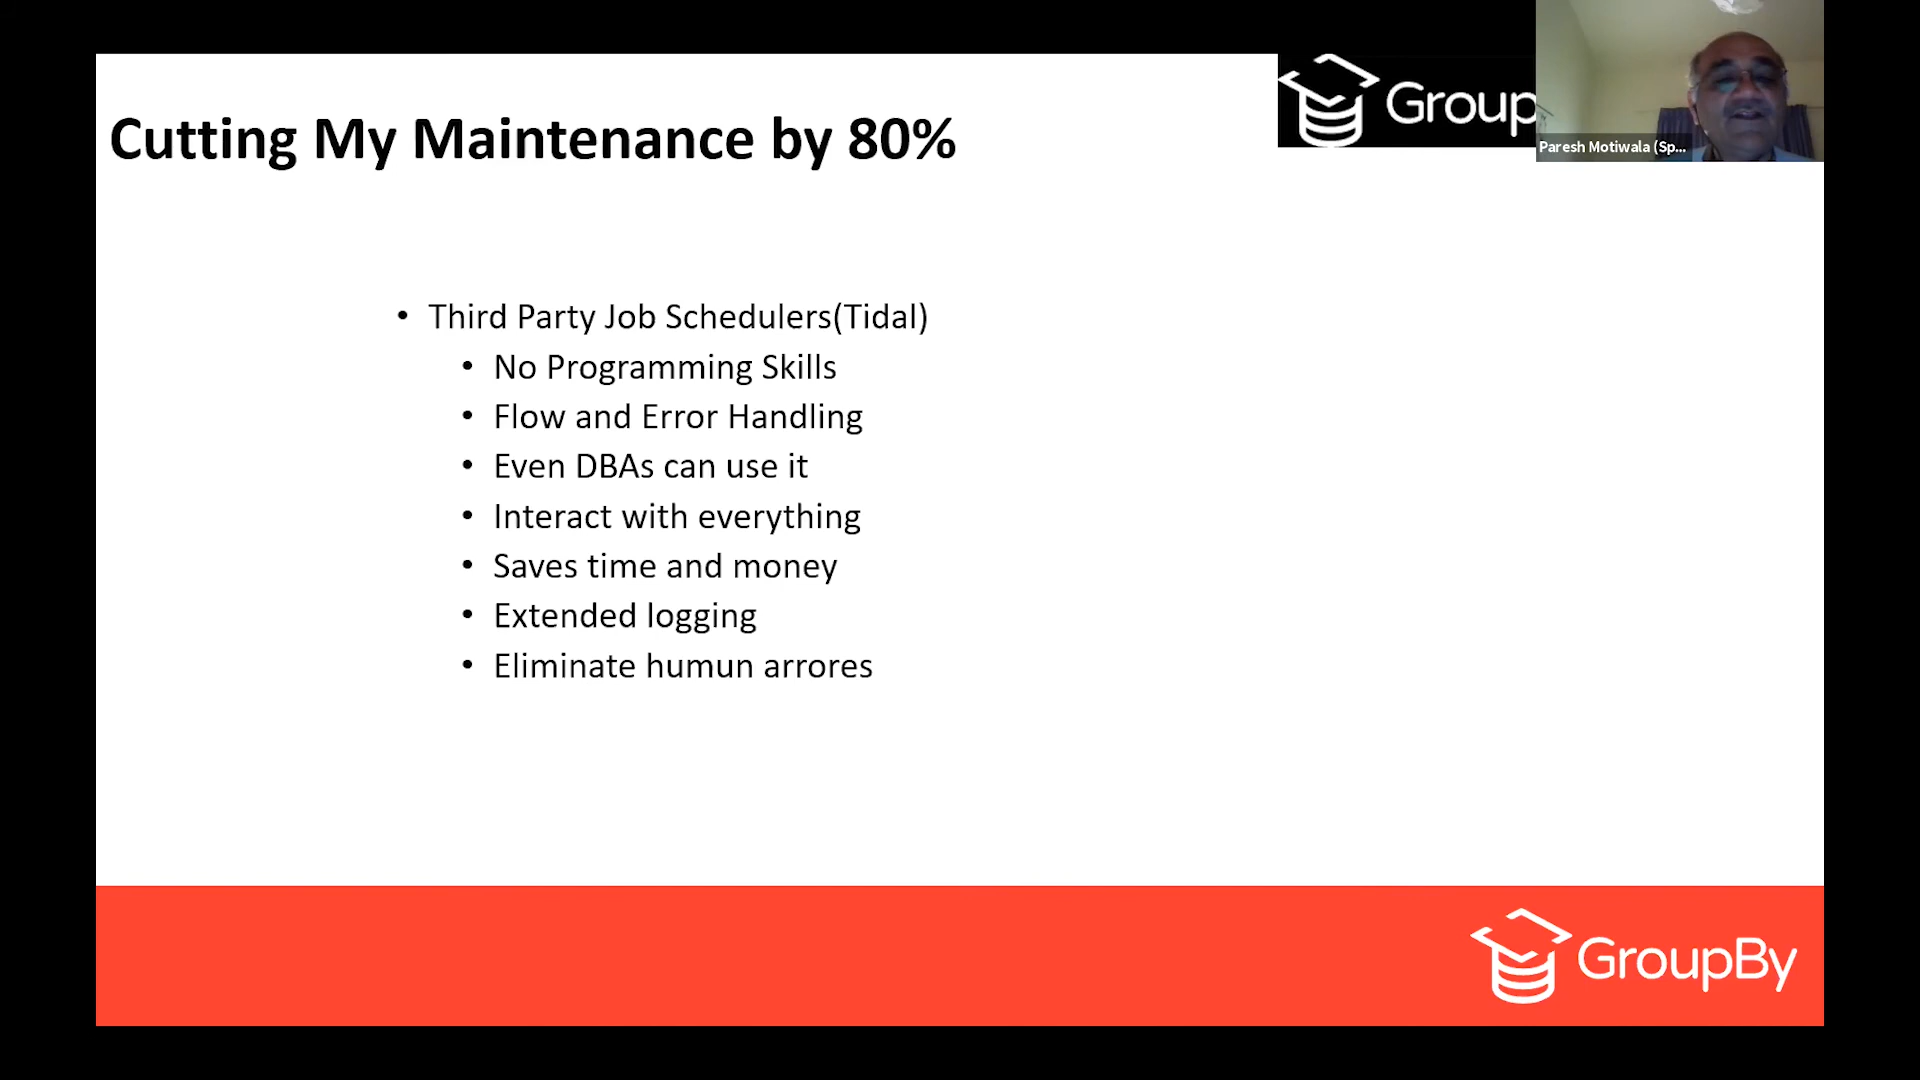 Cutting My Maintenance by 80%
Group
Paresh Motiwala (Sp...
• Third Party Job Schedulers(Tidal)
• No Programming Skills
• Flow and Error Handling
• Even DBAs can use it
• Interact with everything
• Saves time and money
• Extended logging
• Eliminate humun arrores
GroupBy